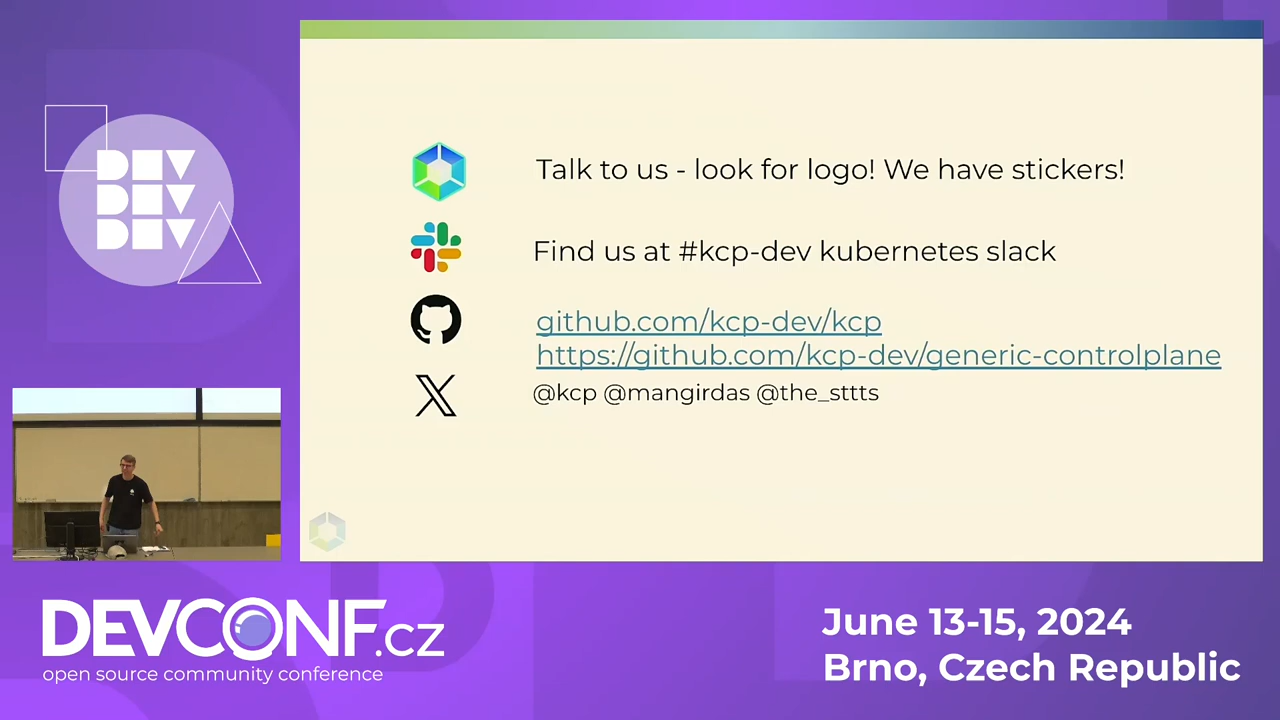 DEV
DEV
DEV
Talk to us - look for logo! We have stickers!
Find us at #kcp-dev kubernetes slack
github.com/kcp-dev/kcp
https://github.com/kcp-dev/generic-controlplane
@kcp @mangirdas @the_sttts
DEVCONF.cz
open source community conference
June 13-15, 2024
Brno, Czech Republic